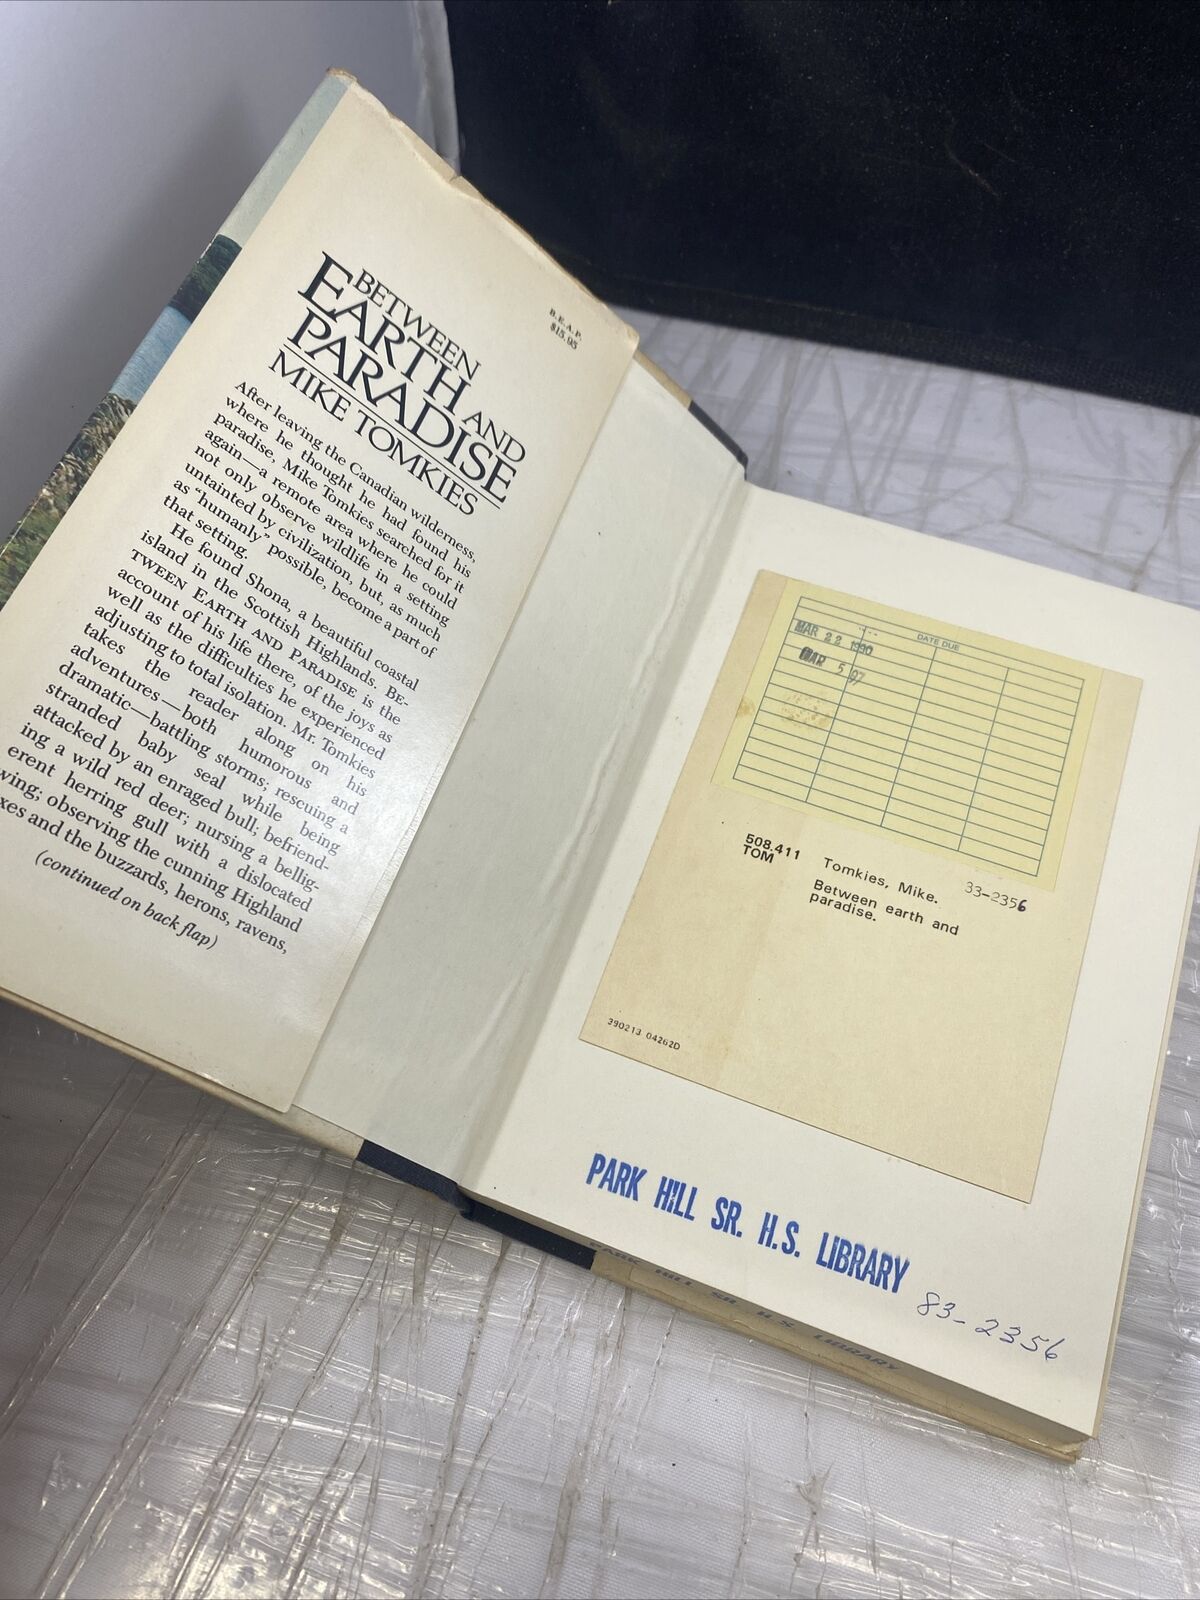 B.E.A.P.
$15.95
BETWEEN
EARTH AND
PARADISE
MIKE TOMKIES
After leaving the Canadian wilderness,
where he thought he had found his
paradise, Mike Tomkies searched for it
again—a remote area where he could
not only observe wildlife in a setting
untainted by civilization, but, as much
as "humanly" possible, become a part of
that setting.
He found Shona, a beautiful coastal
island in the Scottish Highlands. BE-
TWEEN EARTH AND PARADISE is the
account of his life there, of the joys as
well as the difficulties he experienced
adjusting to total isolation. Mr. Tomkies
takes the reader along on his
adventures—both humorous and
dramatic—battling storms; rescuing a
stranded baby seal while being
attacked by an enraged bull; befriend-
ing a wild red deer; nursing a bellig-
erent herring gull with a dislocated
wing; observing the cunning Highland
xes and the buzzards, herons, ravens,
(continued on back flap)
DATE DUE
MAR 22 1990
MAR 5 97
508.411
TOM
Tomkies, Mike. 33-2356
Between earth and
paradise.
390213 04262D
PARK HILL SR. H.S. LIBRARY
83-2356
PARK HILL SR. H.S. LIBRARY